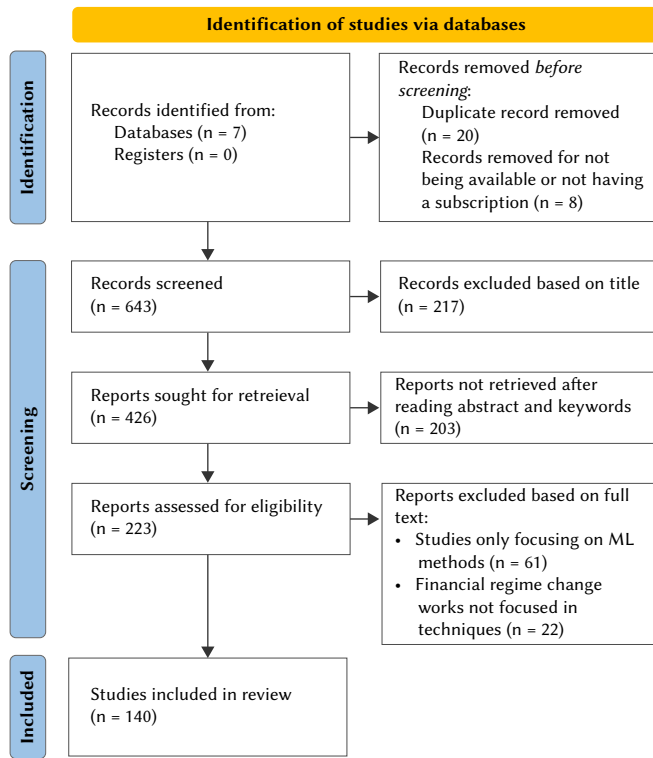 Identification of studies via databases
Identification
Records identified from:
Databases (n = 7)
Registers (n = 0)
Records removed before
screening:
Duplicate record removed
(n = 20)
Records removed for not
being available or not having
a subscription (n = 8)
Screening
Records screened
(n = 643)
Records excluded based on title
(n = 217)
Reports sought for retreieval
(n = 426)
Reports not retrieved after
reading abstract and keywords
(n = 203)
Reports assessed for eligibility
(n = 223)
Reports excluded based on full
text:
• Studies only focusing on ML
methods (n = 61)
• Financial regime change
works not focused in
techniques (n = 22)
Included
Studies included in review
(n = 140)